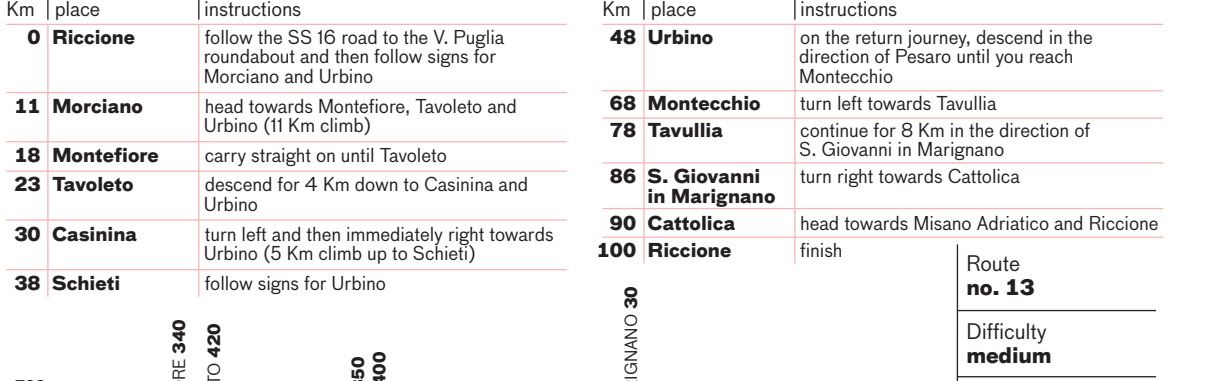 Km place instructions
0 Riccione follow the SS 16 road to the V. Puglia
roundabout and then follow signs for
Morciano and Urbino
11 Morciano head towards Montefiore, Tavoleto and
Urbino (11 Km climb)
18 Montefiore carry straight on until Tavoleto
23 Tavoleto descend for 4 Km down to Casinina and
Urbino
30 Casinina turn left and then immediately right towards
Urbino (5 Km climb up to Schieti)
38 Schieti follow signs for Urbino
Km place instructions
48 Urbino on the return journey, descend in the
direction of Pesaro until you reach
Montecchio
68 Montecchio turn left towards Tavullia
78 Tavullia continue for 8 Km in the direction of
S. Giovanni in Marignano
86 S. Giovanni turn right towards Cattolica
in Marignano
90 Cattolica head towards Misano Adriatico and Riccione
100 Riccione finish
Route
no. 13
Difficulty
medium
RE 340
TO 420
400
IGNANO 30